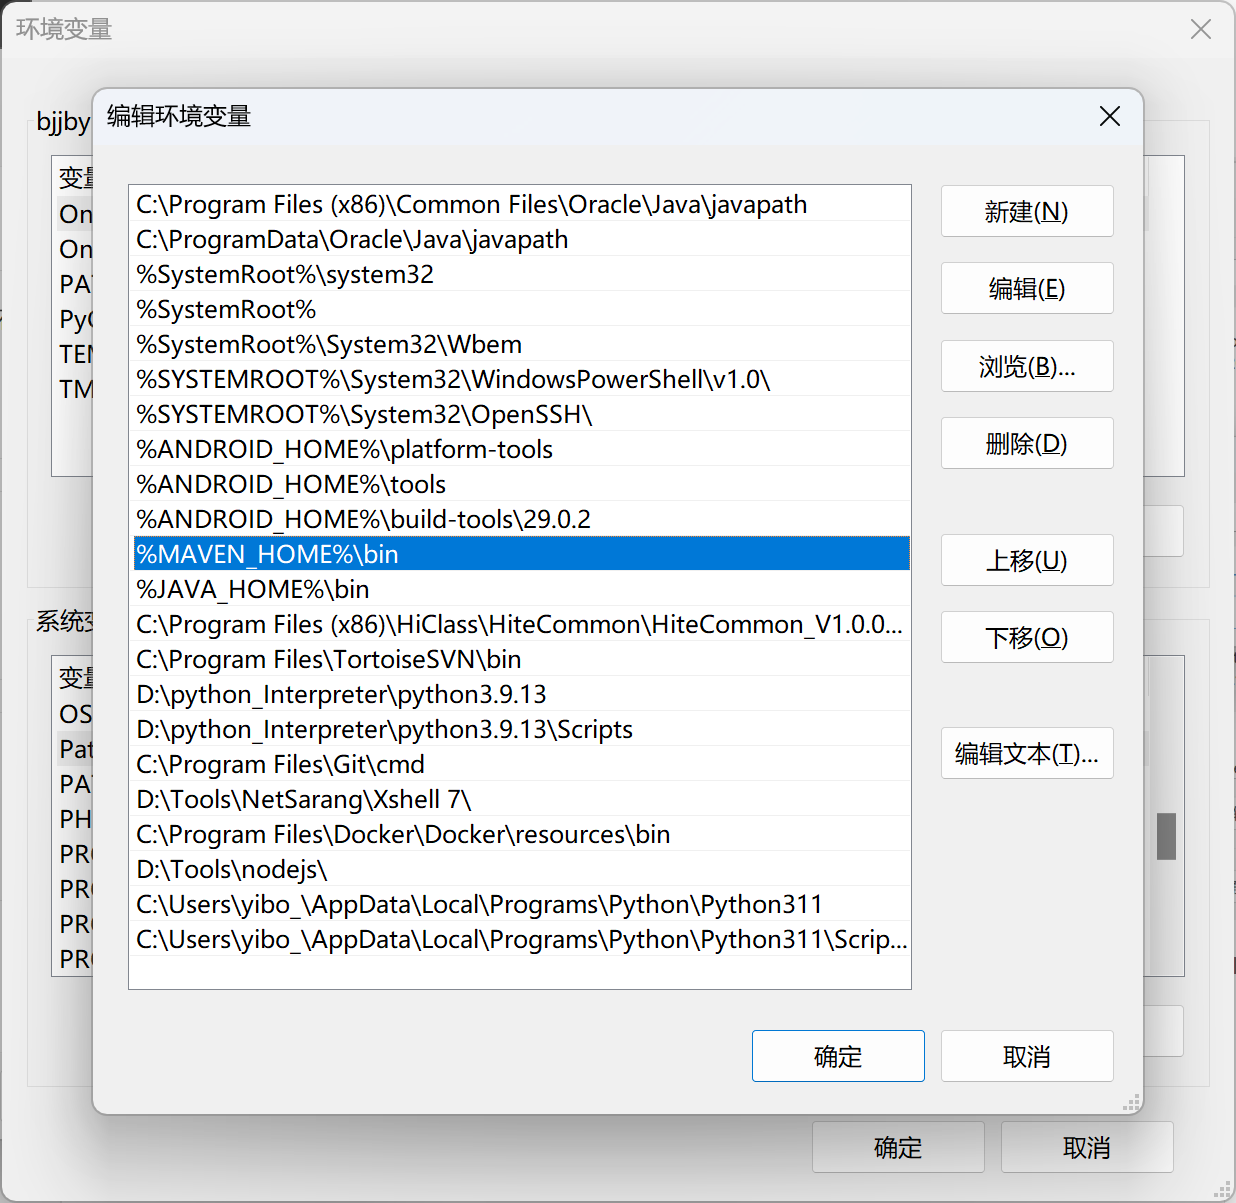 环境变量
bjjby
编辑环境变量
变量
On
On
PA
Py
TEM
TM
C:\Program Files (x86)\Common Files\Oracle\Java\javapath
C:\ProgramData\Oracle\Java\javapath
%SystemRoot%\system32
%SystemRoot%
%SystemRoot%\System32\Wbem
%SYSTEMROOT%\System32\WindowsPowerShell\v1.0\
%SYSTEMROOT%\System32\OpenSSH\
%ANDROID_HOME%\platform-tools
%ANDROID_HOME%\tools
%ANDROID_HOME%\build-tools\29.0.2
%MAVEN_HOME%\bin
%JAVA_HOME%\bin
C:\Program Files (x86)\HiClass\HiteCommon\HiteCommon_V1.0.0...
C:\Program Files\TortoiseSVN\bin
D:\python_Interpreter\python3.9.13
D:\python_Interpreter\python3.9.13\Scripts
C:\Program Files\Git\cmd
D:\Tools\NetSarang\Xshell 7\
C:\Program Files\Docker\Docker\resources\bin
D:\Tools\nodejs\
C:\Users\yibo_\AppData\Local\Programs\Python\Python311
C:\Users\yibo_\AppData\Local\Programs\Python\Python311\Scrip...
新建(N)
编辑(E)
浏览(B)...
删除(D)
上移(U)
下移(O)
编辑文本(T)...
系统变
变量
OS
Pat
PA
PH
PR
PR
PR
PR
确定
取消
确定
取消